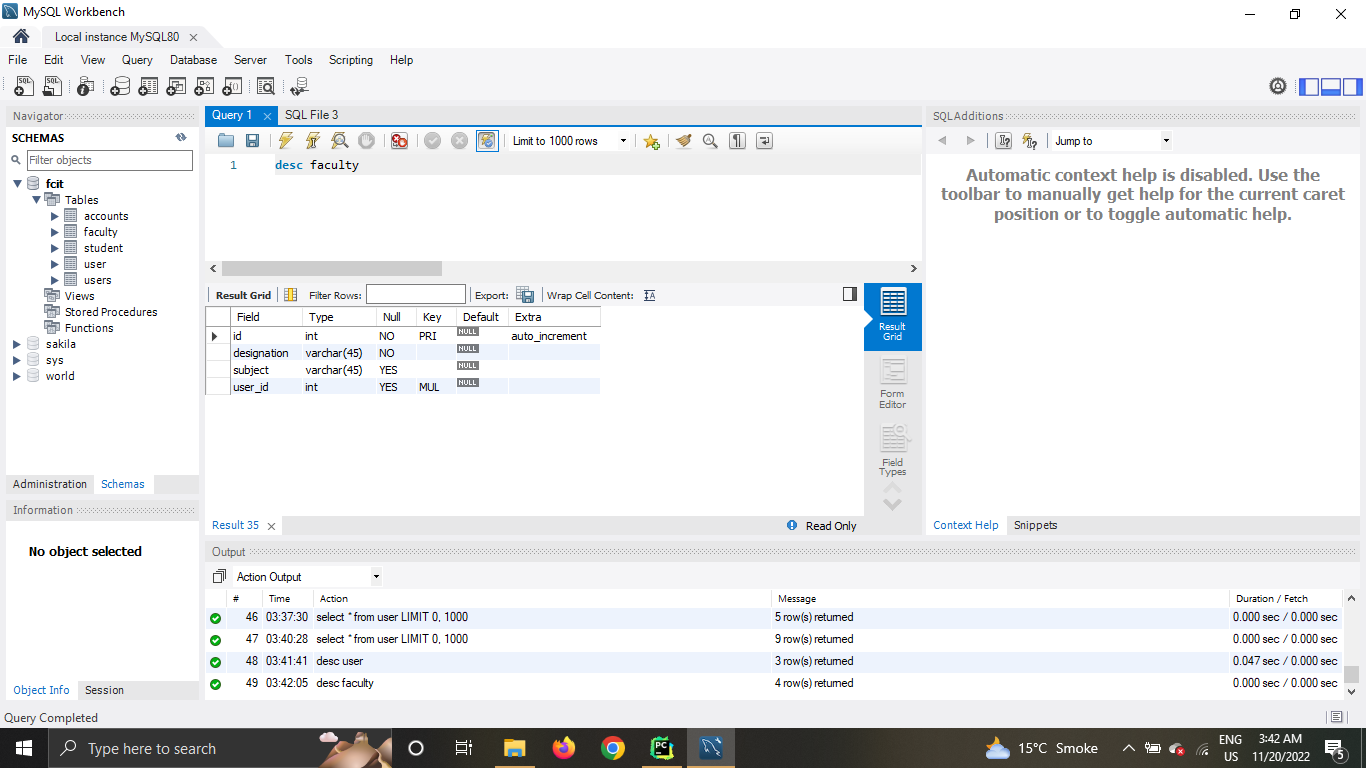 MySQL Workbench
Local instance MySQL80
File Edit View Query Database Server Tools Scripting Help
Navigator
SCHEMAS
Filter objects
fcit
Tables
accounts
faculty
student
user
users
Views
Stored Procedures
Functions
sakila
sys
world
Administration Schemas
Information
No object selected
Object Info Session
Query Completed
Query 1 SQL File 3
Limit to 1000 rows
1 desc faculty
Result Grid Filter Rows: Export: Wrap Cell Content:
Field Type Null Key Default Extra
id int NO PRI NULL auto_increment
designation varchar(45) NO NULL
subject varchar(45) YES NULL
user_id int YES MUL NULL
Result Grid
Form Editor
Field Types
Result 35 Read Only
SQLAdditions
Jump to
Automatic context help is disabled. Use the
toolbar to manually get help for the current caret
position or to toggle automatic help.
Context Help Snippets
Output
Action Output
# Time Action Message Duration / Fetch
46 03:37:30 select * from user LIMIT 0, 1000 5 row(s) returned 0.000 sec / 0.000 sec
47 03:40:28 select * from user LIMIT 0, 1000 9 row(s) returned 0.000 sec / 0.000 sec
48 03:41:41 desc user 3 row(s) returned 0.047 sec / 0.000 sec
49 03:42:05 desc faculty 4 row(s) returned 0.000 sec / 0.000 sec
Type here to search
PC
15°C Smoke
ENG
US
3:42 AM
11/20/2022
5